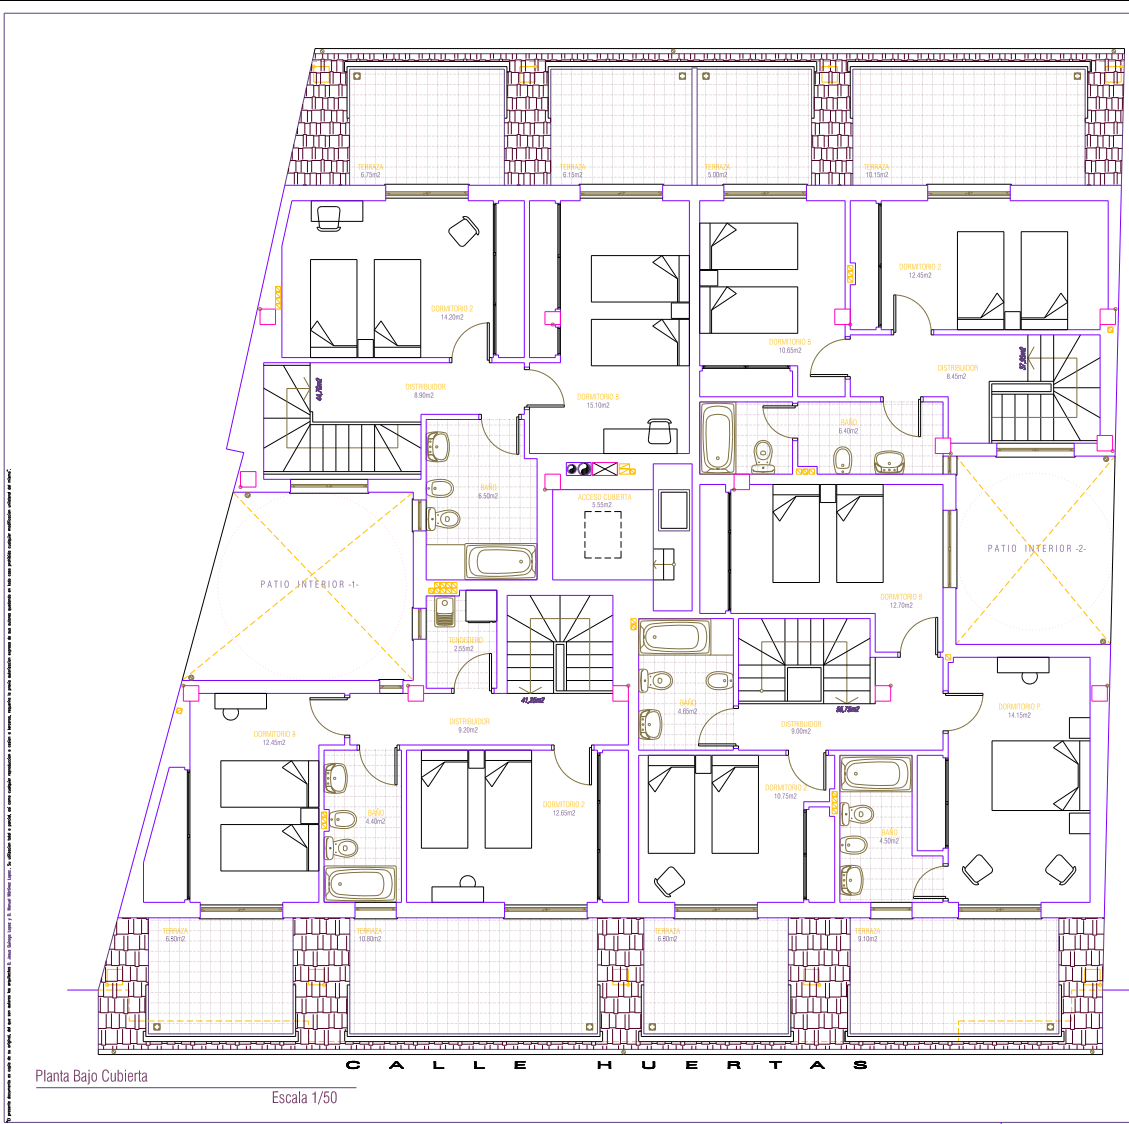 TERRAZA
6.75m2
TERRAZA
6.15m2
TERRAZA
5.00m2
TERRAZA
10.15m2
DORMITORIO 2
14.20m2
DORMITORIO 2
12.45m2
DORMITORIO
10.65m2
DISTRIBUIDOR
8.90m2
DORMITORIO
15.10m2
DISTRIBUIDOR
8.45m2
BAÑO
6.40m2
BAÑO
6.50m2
ACCESO CUBIERTA
5.55m2
PATIO INTERIOR -1-
PATIO INTERIOR -2-
DORMITORIO
12.70m2
TENDEDERO
2.55m2
BAÑO
4.65m2
DORMITORIO P.
14.15m2
DISTRIBUIDOR
9.20m2
DISTRIBUIDOR
9.00m2
DORMITORIO
12.45m2
DORMITORIO 2
12.65m2
DORMITORIO 2
10.75m2
BAÑO
4.40m2
BAÑO
4.50m2
TERRAZA
6.60m2
TERRAZA
10.80m2
TERRAZA
6.60m2
TERRAZA
9.10m2
CALLE HUERTAS
Planta Bajo Cubierta
Escala 1/50